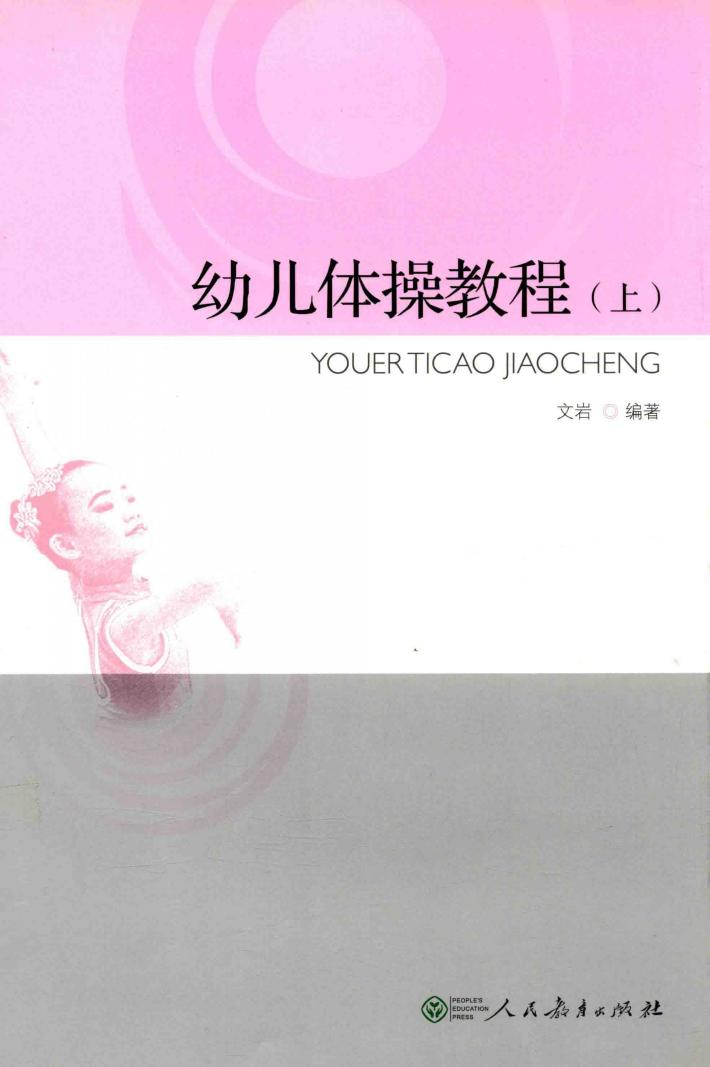 幼儿体操教程（上）
YOUER TICAO JIAOCHENG
文岩 ◎ 编著
PEOPLE'S
EDUCATION
PRESS
人民教育出版社